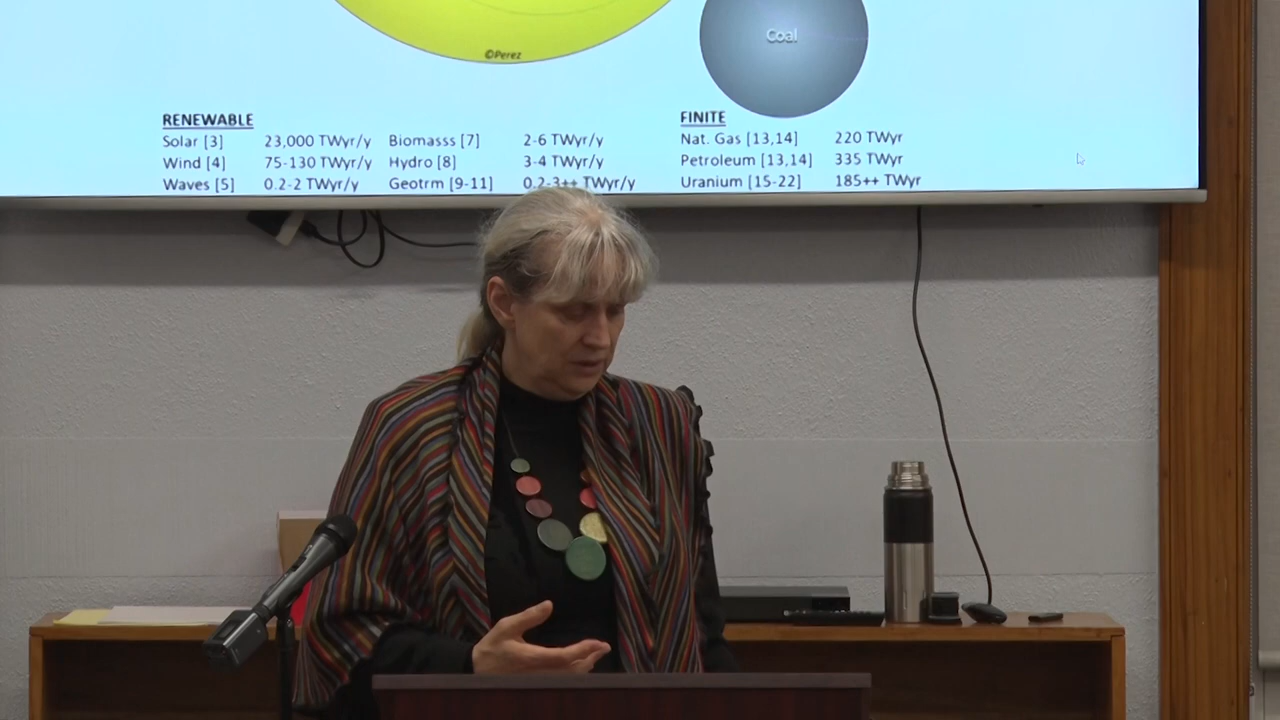 ©Perez
Coal
RENEWABLE
Solar [3] 23,000 TWyr/y Biomasss [7] 2-6 TWyr/y
Wind [4] 75-130 TWyr/y Hydro [8] 3-4 TWyr/y
Waves [5] 0.2-2 TWyr/y Geotrm [9-11] 0.2-3++ TWyr/y
FINITE
Nat. Gas [13,14] 220 TWyr
Petroleum [13,14] 335 TWyr
Uranium [15-22] 185++ TWyr